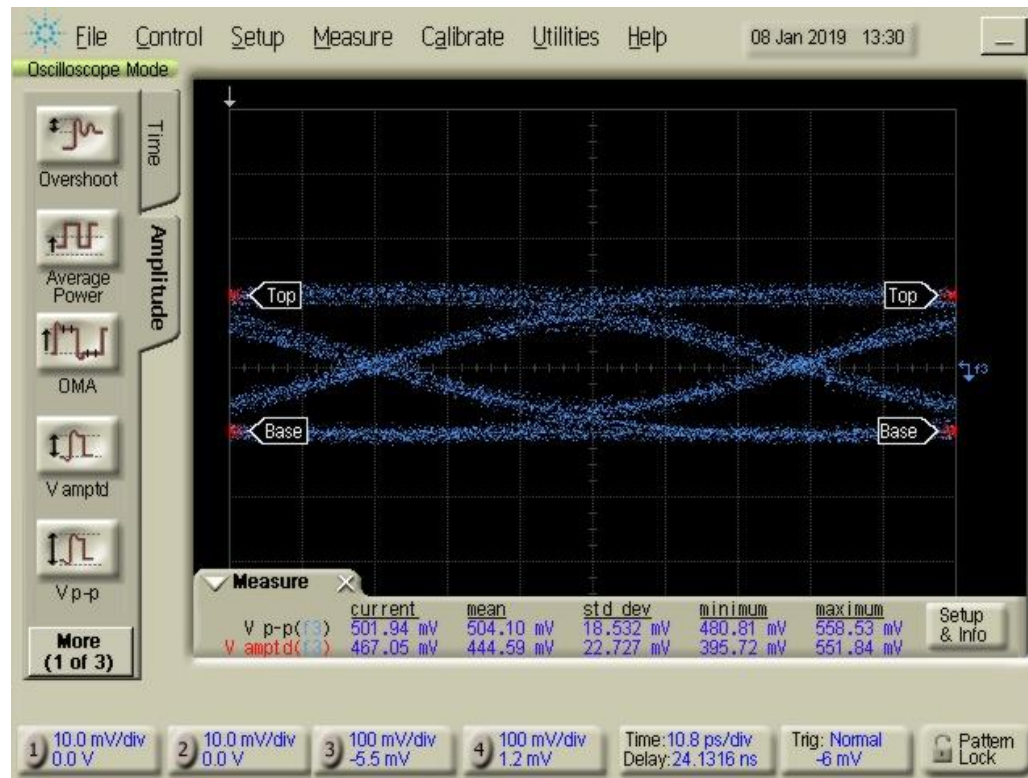 File Control Setup Measure Calibrate Utilities Help 08 Jan 2019 13:30
Oscilloscope Mode
Time
Amplitude
Overshoot
Average
Power
OMA
V amptd
V p-p
More
(1 of 3)
Top Top
f3
Base Base
Measure
current mean std dev minimum maximum
V p-p(f3) 501.94 mV 504.10 mV 18.532 mV 480.81 mV 558.53 mV
V amptd(f3) 467.05 mV 444.59 mV 22.727 mV 395.72 mV 551.84 mV
Setup
& Info
1 10.0 mV/div
0.0 V
2 10.0 mV/div
0.0 V
3 100 mV/div
-5.5 mV
4 100 mV/div
1.2 mV
Time:10.8 ps/div
Delay:24.1316 ns
Trig: Normal
-6 mV
Pattern
Lock